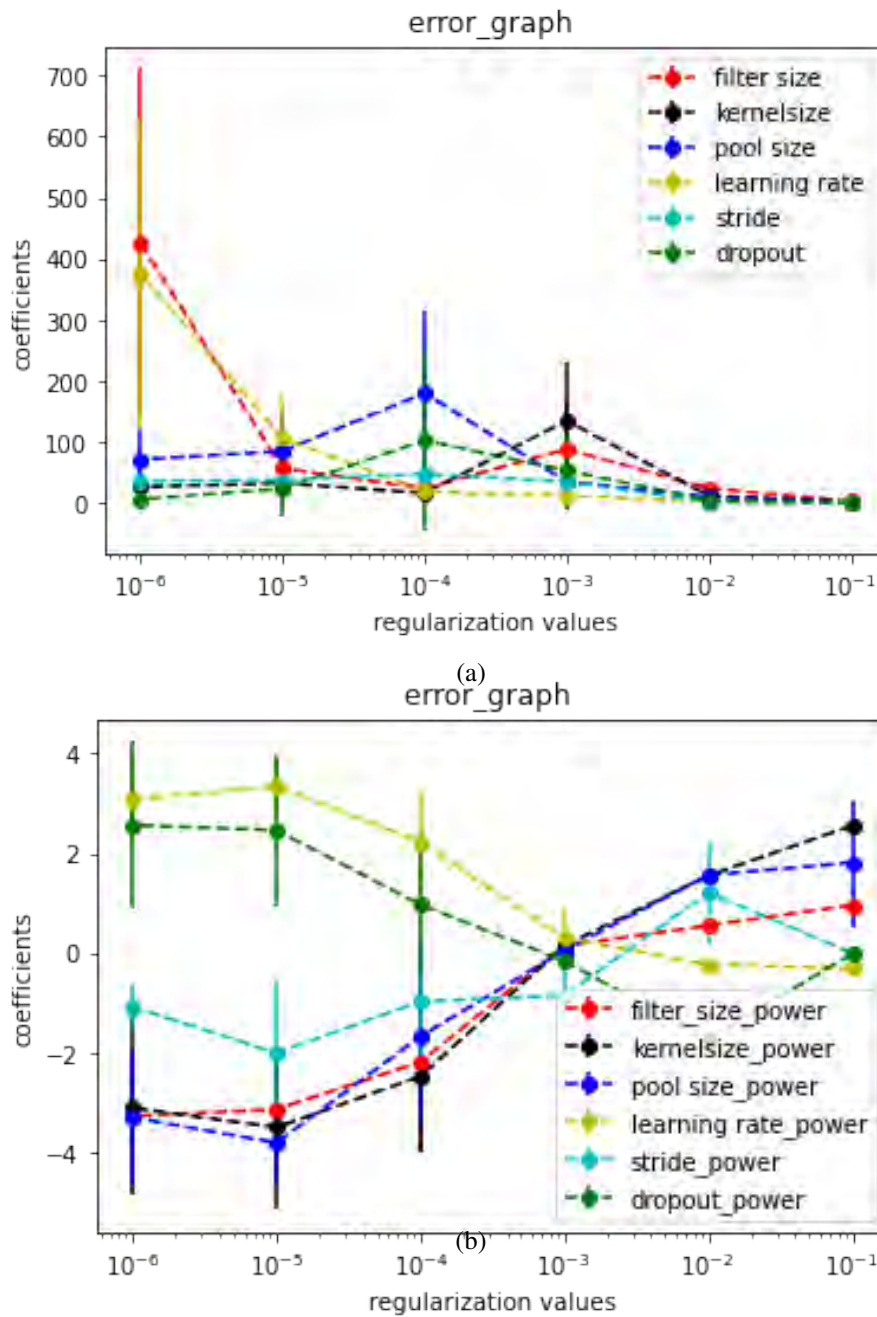 error_graph
700
600
500
400
300
200
100
0
coefficients
filter size
kernelsize
pool size
learning rate
stride
dropout
10⁻⁶ 10⁻⁵ 10⁻⁴ 10⁻³ 10⁻² 10⁻¹
regularization values
(a)
error_graph
4
2
0
−2
−4
coefficients
filter_size_power
kernelsize_power
pool size_power
learning rate_power
stride_power
dropout_power
(b)
10⁻⁶ 10⁻⁵ 10⁻⁴ 10⁻³ 10⁻² 10⁻¹
regularization values